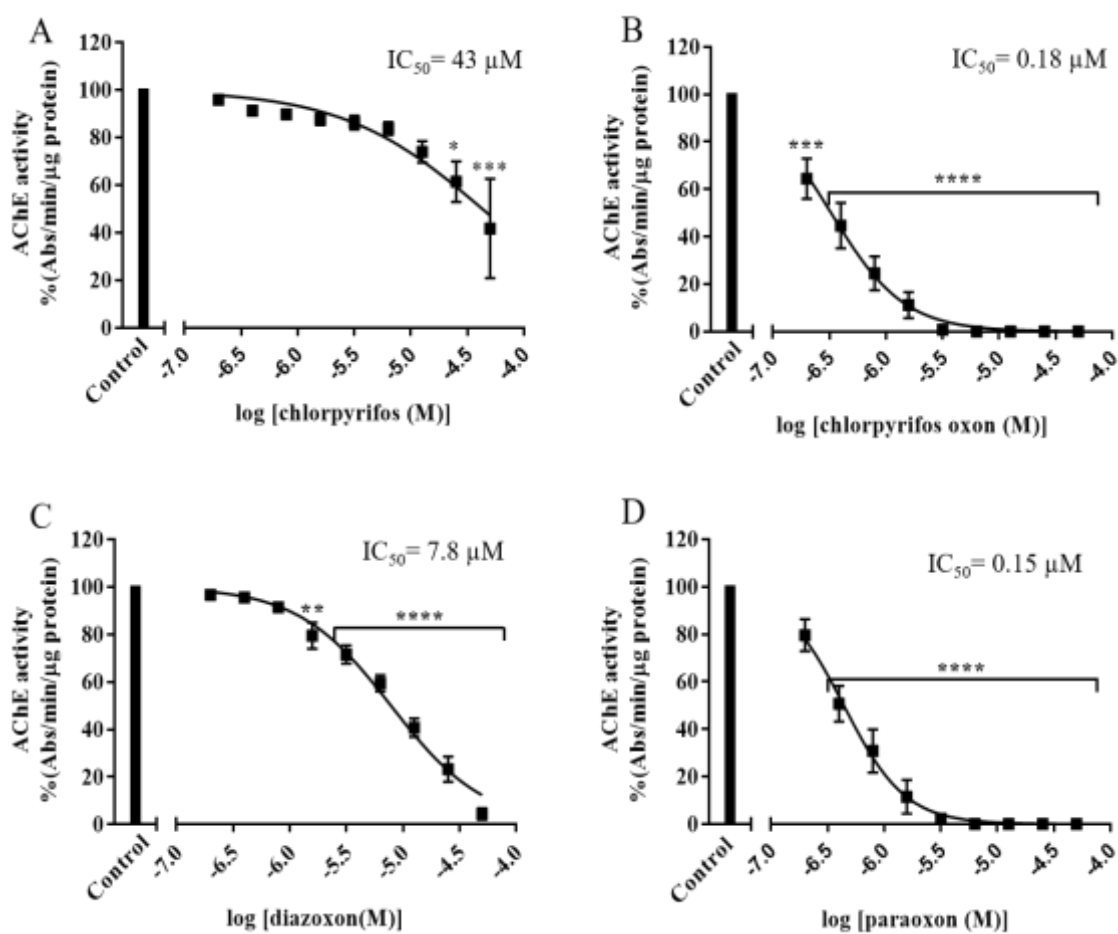 A
IC50= 43 µM
AChE activity
%(Abs/min/µg protein)
120
100
80
60
40
20
0
*
***
Control
-7.0
-6.5
-6.0
-5.5
-5.0
-4.5
-4.0
log [chlorpyrifos (M)]
B
IC50= 0.18 µM
AChE activity
%(Abs/min/µg protein)
120
100
80
60
40
20
0
***
****
Control
-7.0
-6.5
-6.0
-5.5
-5.0
-4.5
-4.0
log [chlorpyrifos oxon (M)]
C
IC50= 7.8 µM
AChE activity
%(Abs/min/µg protein)
120
100
80
60
40
20
0
**
****
Control
-7.0
-6.5
-6.0
-5.5
-5.0
-4.5
-4.0
log [diazoxon(M)]
D
IC50= 0.15 µM
AChE activity
%(Abs/min/µg protein)
120
100
80
60
40
20
0
****
Control
-7.0
-6.5
-6.0
-5.5
-5.0
-4.5
-4.0
log [paraoxon (M)]